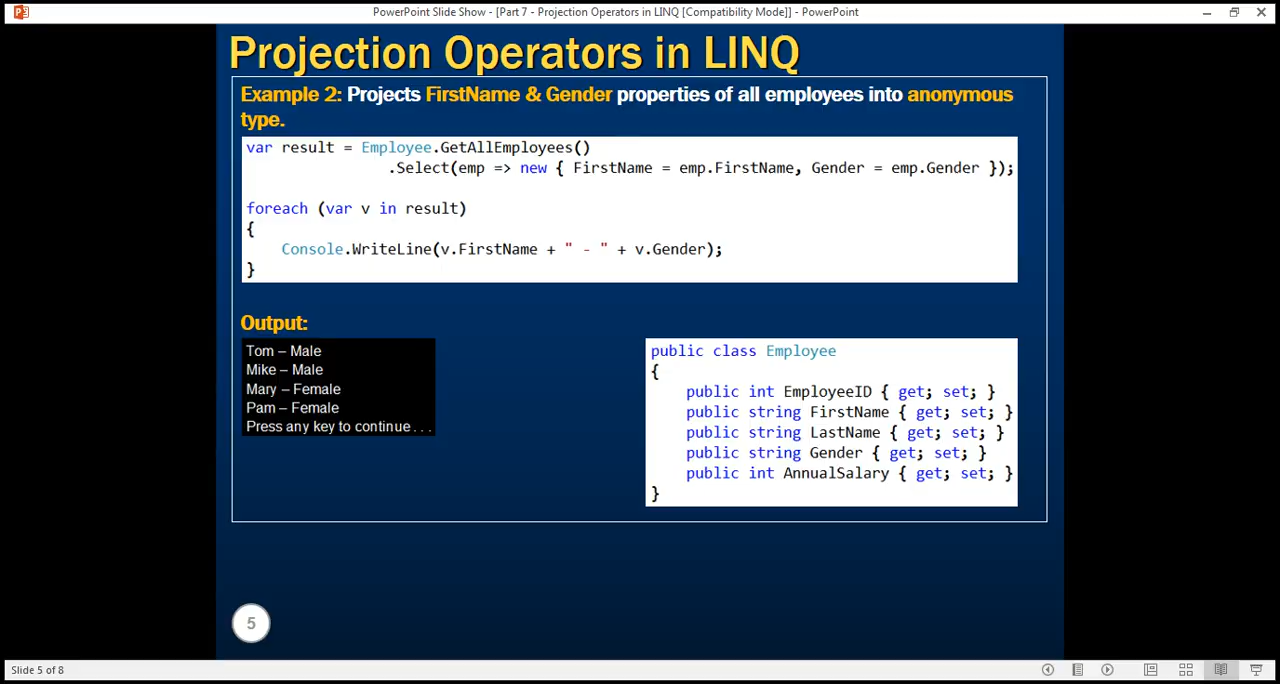 PowerPoint Slide Show - [Part 7 - Projection Operators in LINQ [Compatibility Mode]] - PowerPoint
Projection Operators in LINQ
Example 2: Projects FirstName & Gender properties of all employees into anonymous
type.
var result = Employee.GetAllEmployees()
.Select(emp => new { FirstName = emp.FirstName, Gender = emp.Gender });
foreach (var v in result)
{
Console.WriteLine(v.FirstName + " - " + v.Gender);
}
Output:
Tom – Male
Mike – Male
Mary – Female
Pam – Female
Press any key to continue . . .
public class Employee
{
public int EmployeeID { get; set; }
public string FirstName { get; set; }
public string LastName { get; set; }
public string Gender { get; set; }
public int AnnualSalary { get; set; }
}
5
Slide 5 of 8